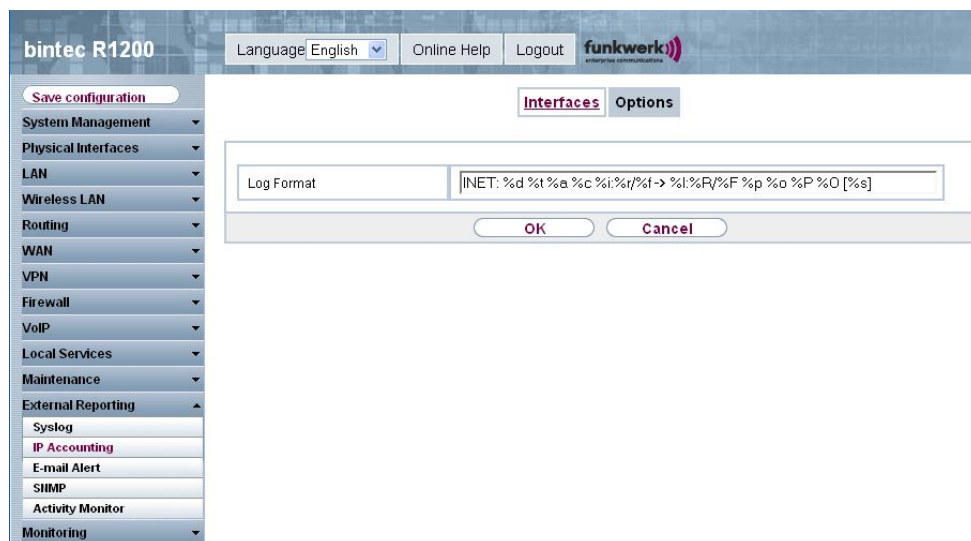 bintec R1200
Language English
Online Help
Logout
funkwerk
enterprise communications
Save configuration
System Management
Physical Interfaces
LAN
Wireless LAN
Routing
WAN
VPN
Firewall
VoIP
Local Services
Maintenance
External Reporting
Syslog
IP Accounting
E-mail Alert
SNMP
Activity Monitor
Monitoring
Interfaces
Options
Log Format
INET: %d %t %a %c %i:%r/%f -> %I:%R/%F %p %o %P %O [%s]
OK
Cancel